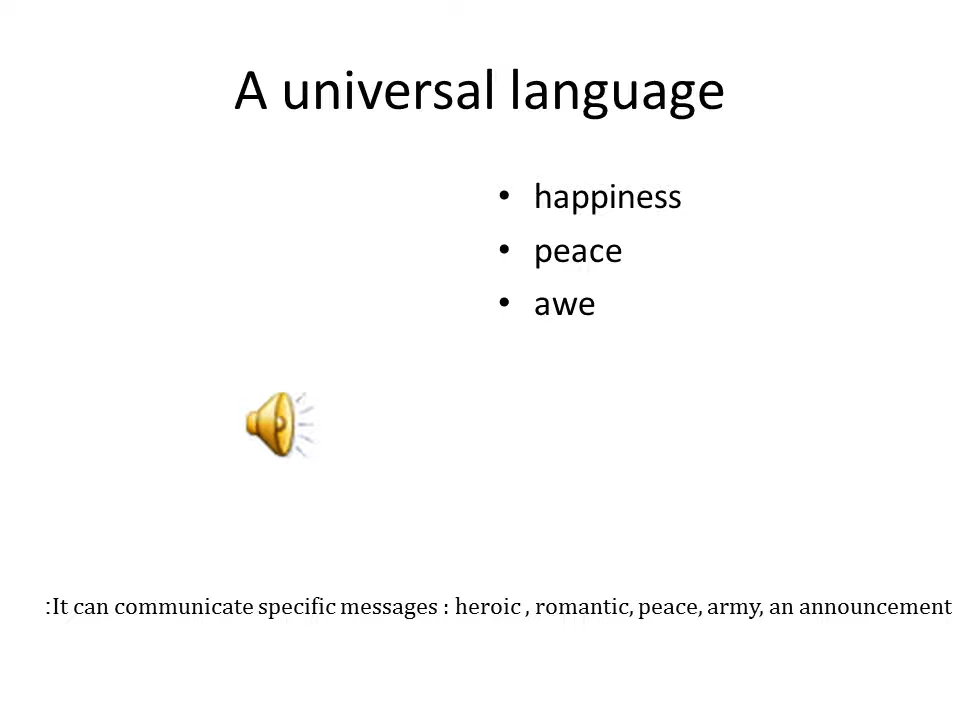 A universal language
• happiness
• peace
• awe
:It can communicate specific messages : heroic , romantic, peace, army, an announcement